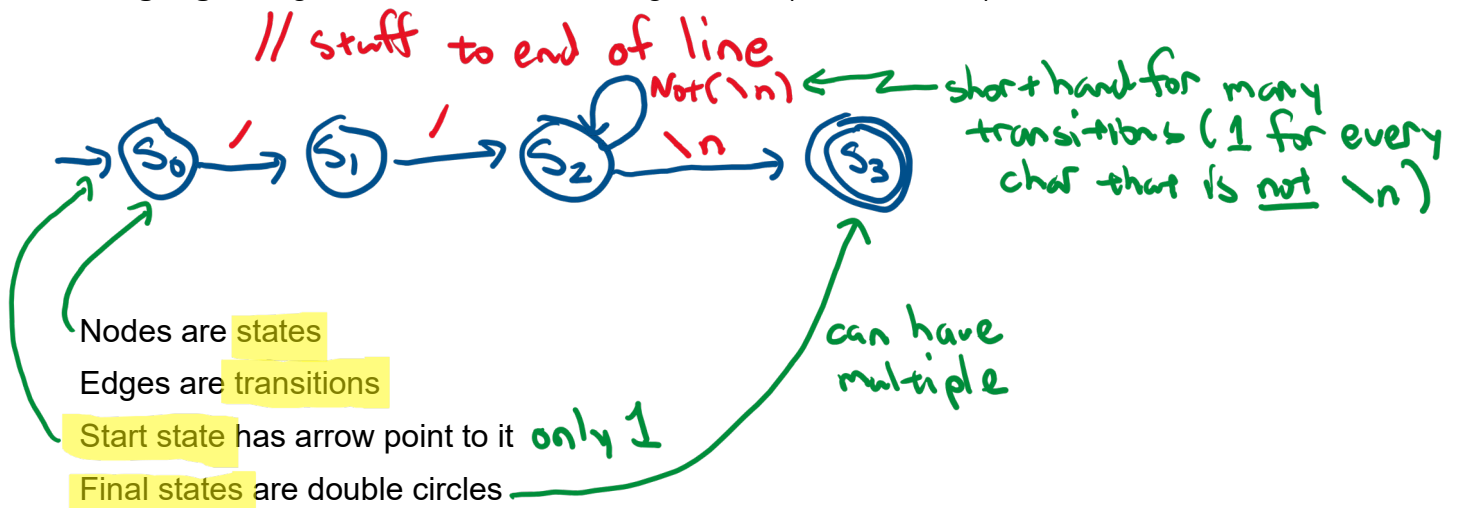 // stuff to end of line
Not(\n)
shorthand for many
transitions (1 for every
char that is not \n)
S0
/
S1
/
S2
\n
S3
Nodes are states
Edges are transitions
Start state has arrow point to it only 1
Final states are double circles
can have
multiple